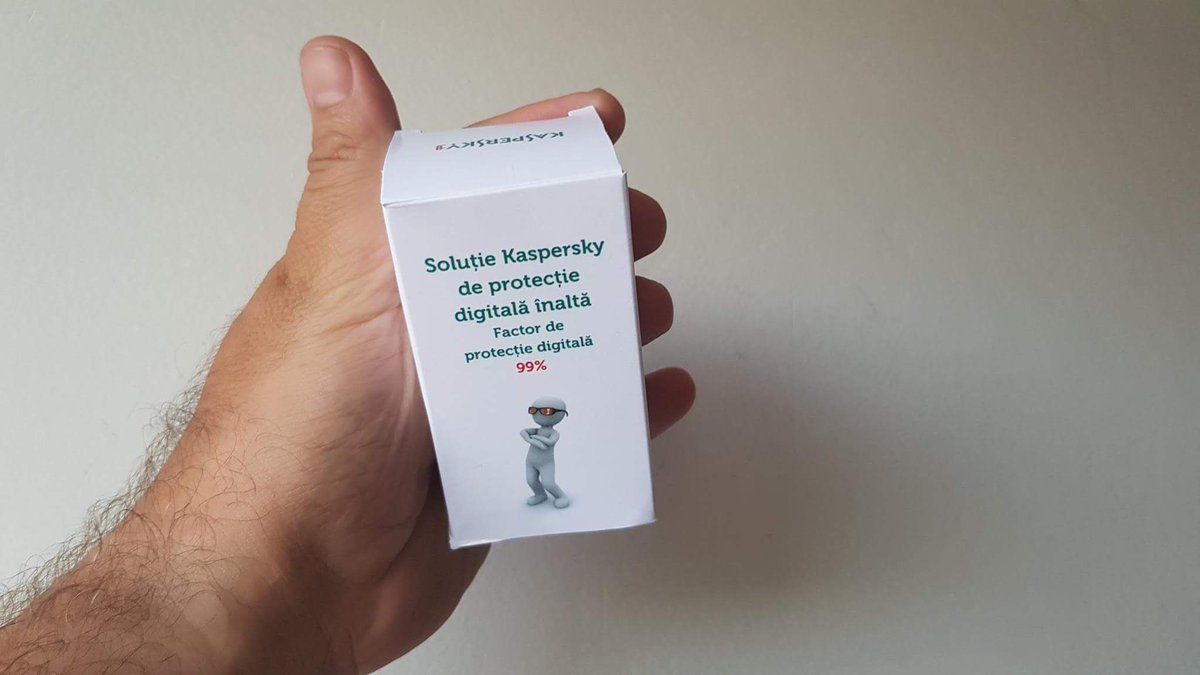 KASPERSKY
Soluție Kaspersky
de protecție
digitală înaltă
Factor de
protecție digitală
99%